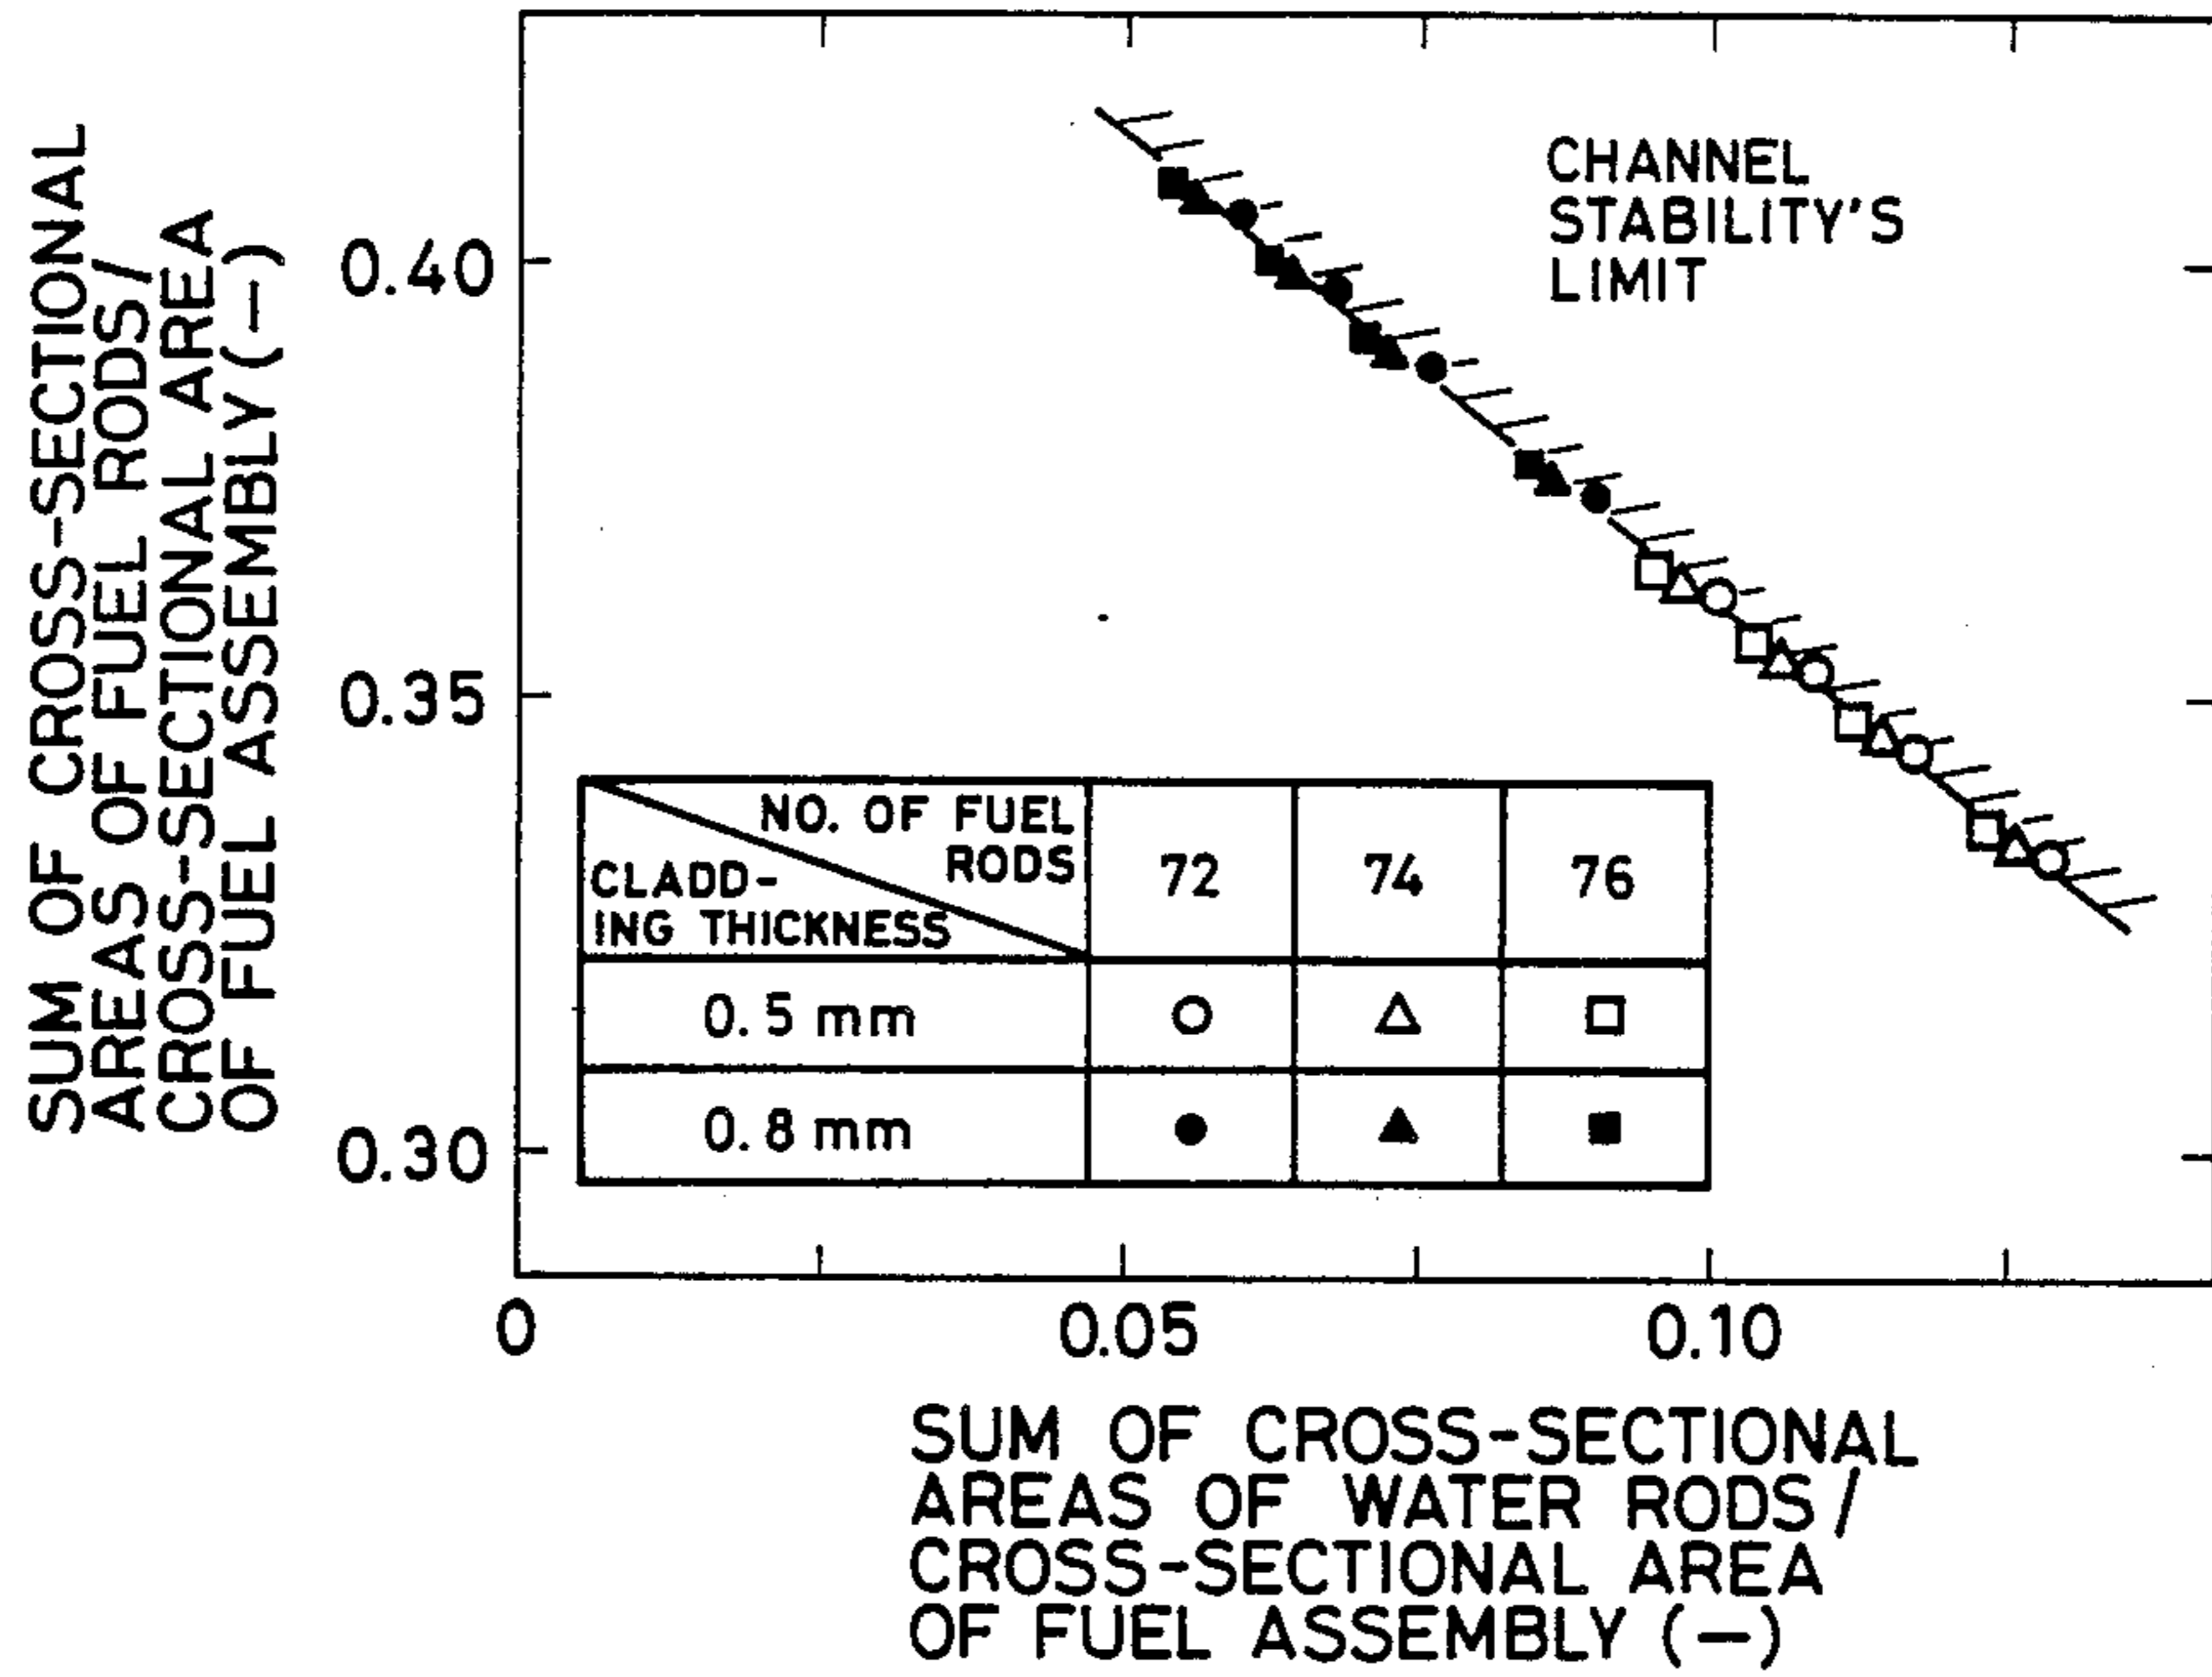 SUM OF CROSS-SECTIONAL
AREAS OF FUEL RODS/
CROSS-SECTIONAL AREA
OF FUEL ASSEMBLY (—)
0.40
0.35
0.30
CHANNEL
STABILITY'S
LIMIT
NO. OF FUEL
RODS
CLADD-
ING THICKNESS
72
74
76
0.5 mm
0.8 mm
0
0.05
0.10
SUM OF CROSS-SECTIONAL
AREAS OF WATER RODS/
CROSS-SECTIONAL AREA
OF FUEL ASSEMBLY (—)